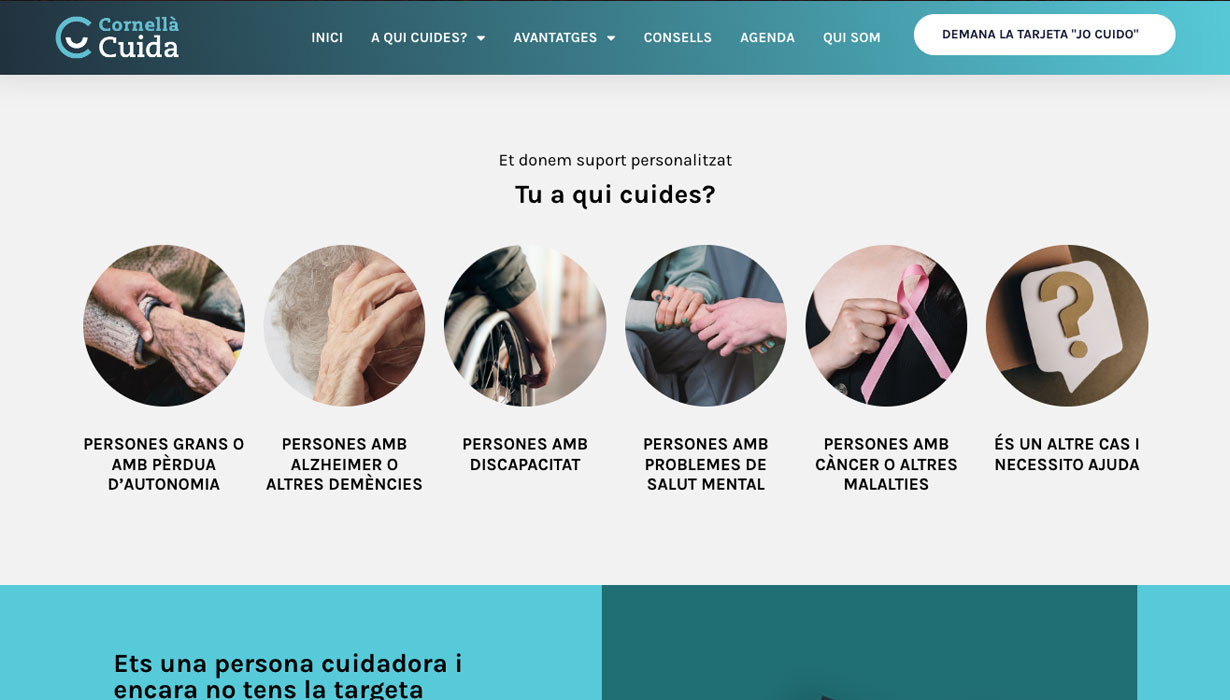 Cornellà
Cuida
INICI
A QUI CUIDES?
AVANTATGES
CONSELLS
AGENDA
QUI SOM
DEMANA LA TARJETA "JO CUIDO"
Et donem suport personalitzat
Tu a qui cuides?
PERSONES GRANS O
AMB PÈRDUA
D’AUTONOMIA
PERSONES AMB
ALZHEIMER O
ALTRES DEMÈNCIES
PERSONES AMB
DISCAPACITAT
PERSONES AMB
PROBLEMES DE
SALUT MENTAL
PERSONES AMB
CÀNCER O ALTRES
MALALTIES
ÉS UN ALTRE CAS I
NECESSITO AJUDA
Ets una persona cuidadora i
encara no tens la targeta